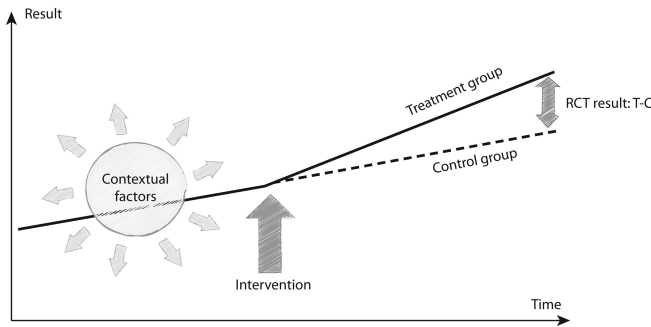 Result
Treatment group
RCT result: T-C
Control group
Contextual
factors
Intervention
Time